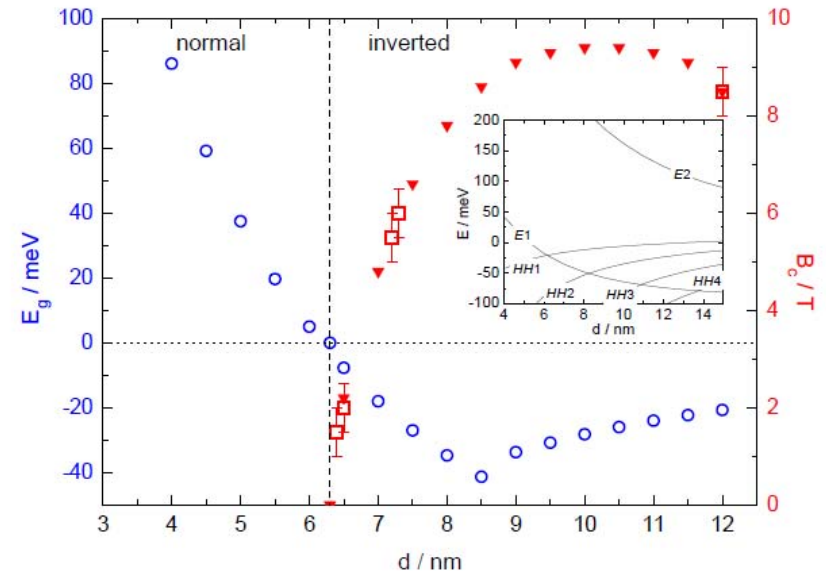 normal
inverted
E_g / meV
100
80
60
40
20
0
-20
-40
B_c / T
10
8
6
4
2
0
3 4 5 6 7 8 9 10 11 12
d / nm
E / meV
200
150
100
50
0
-50
-100
E2
E1
HH1
HH2
HH3
HH4
4 6 8 10 12 14
d / nm